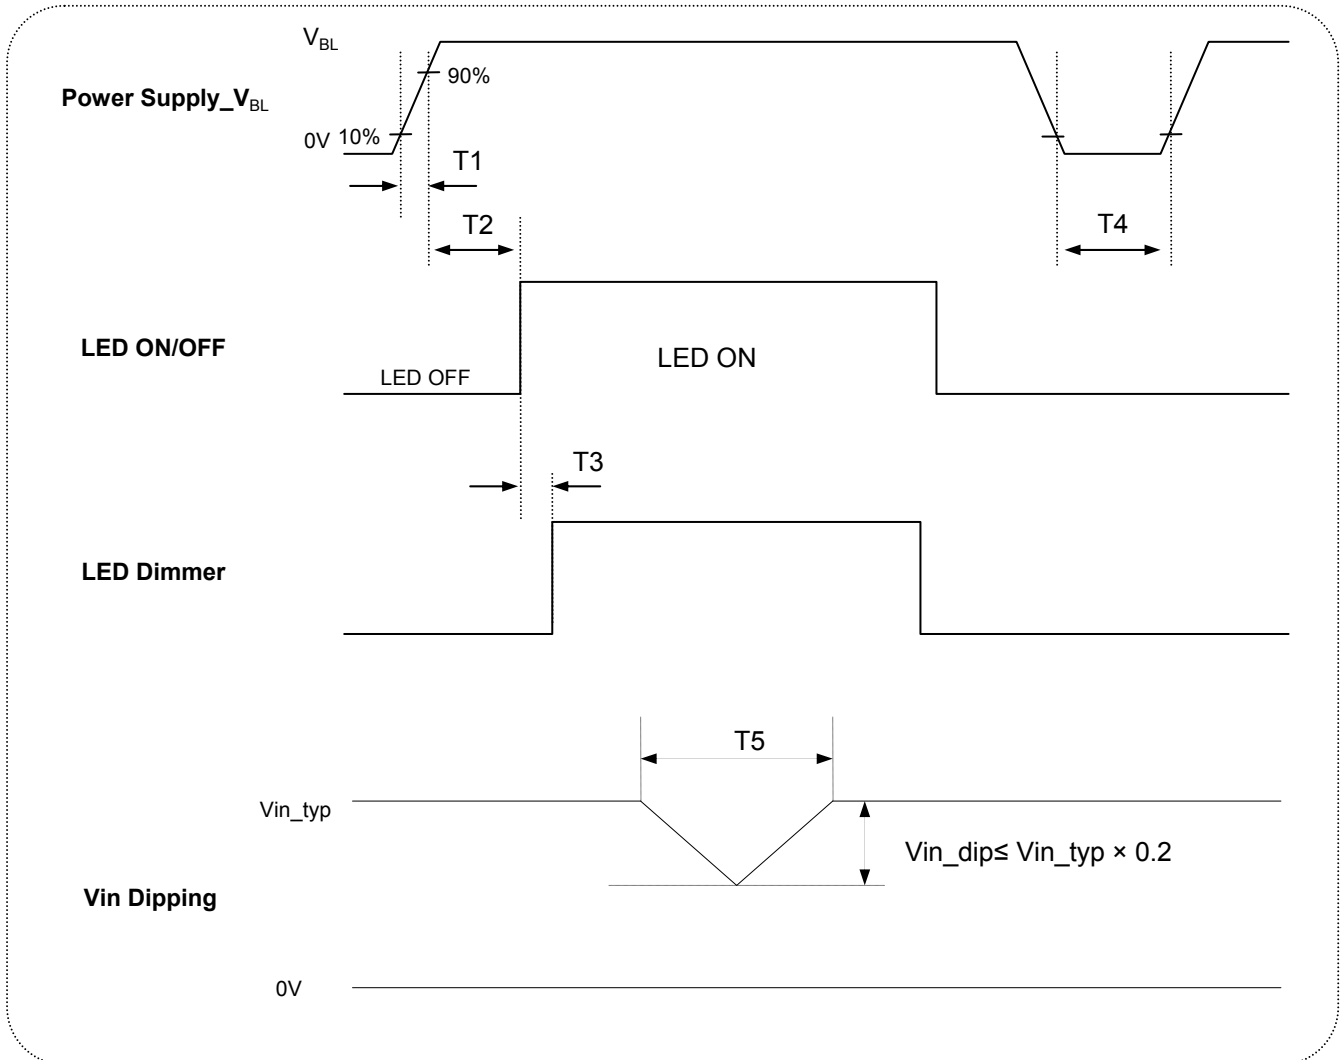 V_BL
90%
Power Supply_V_BL
0V 10%
T1
T2
T4
LED ON/OFF
LED ON
LED OFF
T3
LED Dimmer
T5
Vin_typ
Vin_dip≤ Vin_typ × 0.2
Vin Dipping
0V